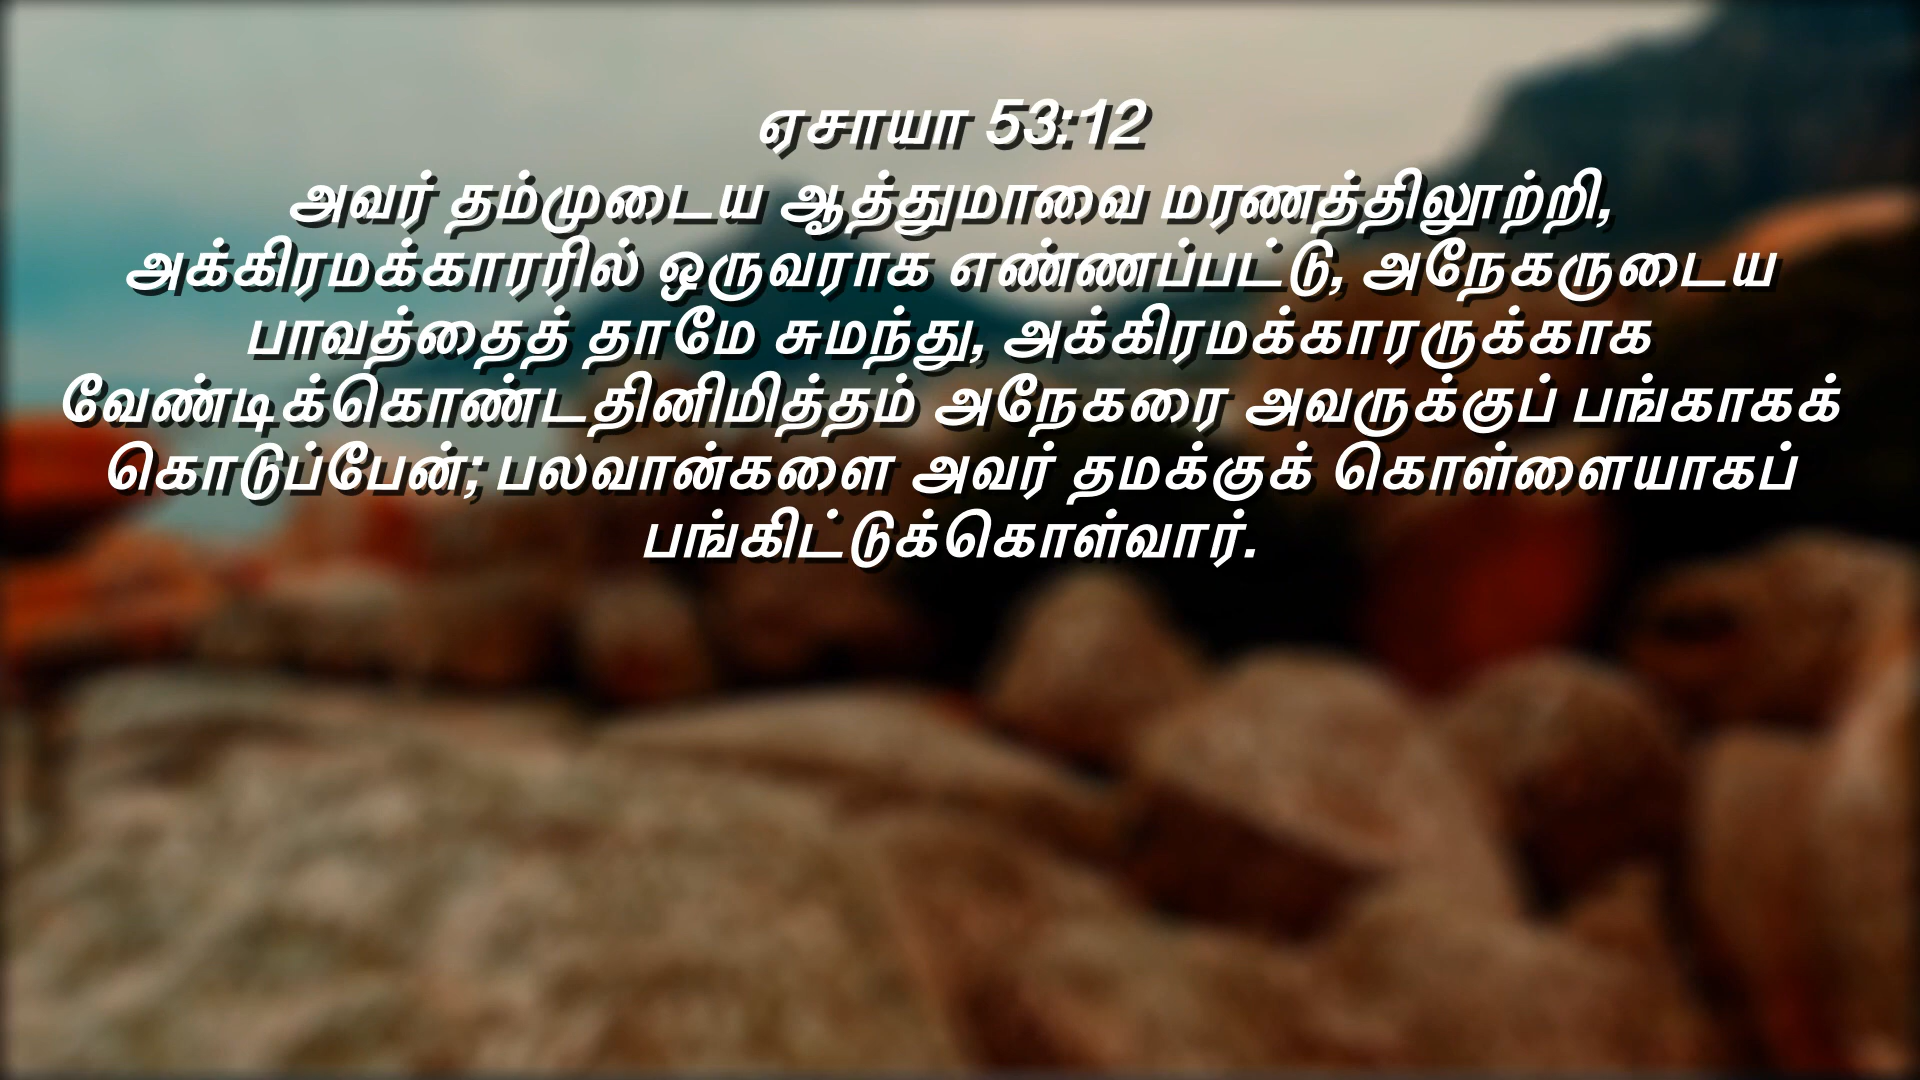 ஏசாயா 53:12
அவர் தம்முடைய ஆத்துமாவை மரணத்திலூற்றி,
அக்கிரமக்காரரில் ஒருவராக எண்ணப்பட்டு, அநேகருடைய
பாவத்தைத் தாமே சுமந்து, அக்கிரமக்காரருக்காக
வேண்டிக்கொண்டதினிமித்தம் அநேகரை அவருக்குப் பங்காகக்
கொடுப்பேன்; பலவான்களை அவர் தமக்குக் கொள்ளையாகப்
பங்கிட்டுக்கொள்வார்.